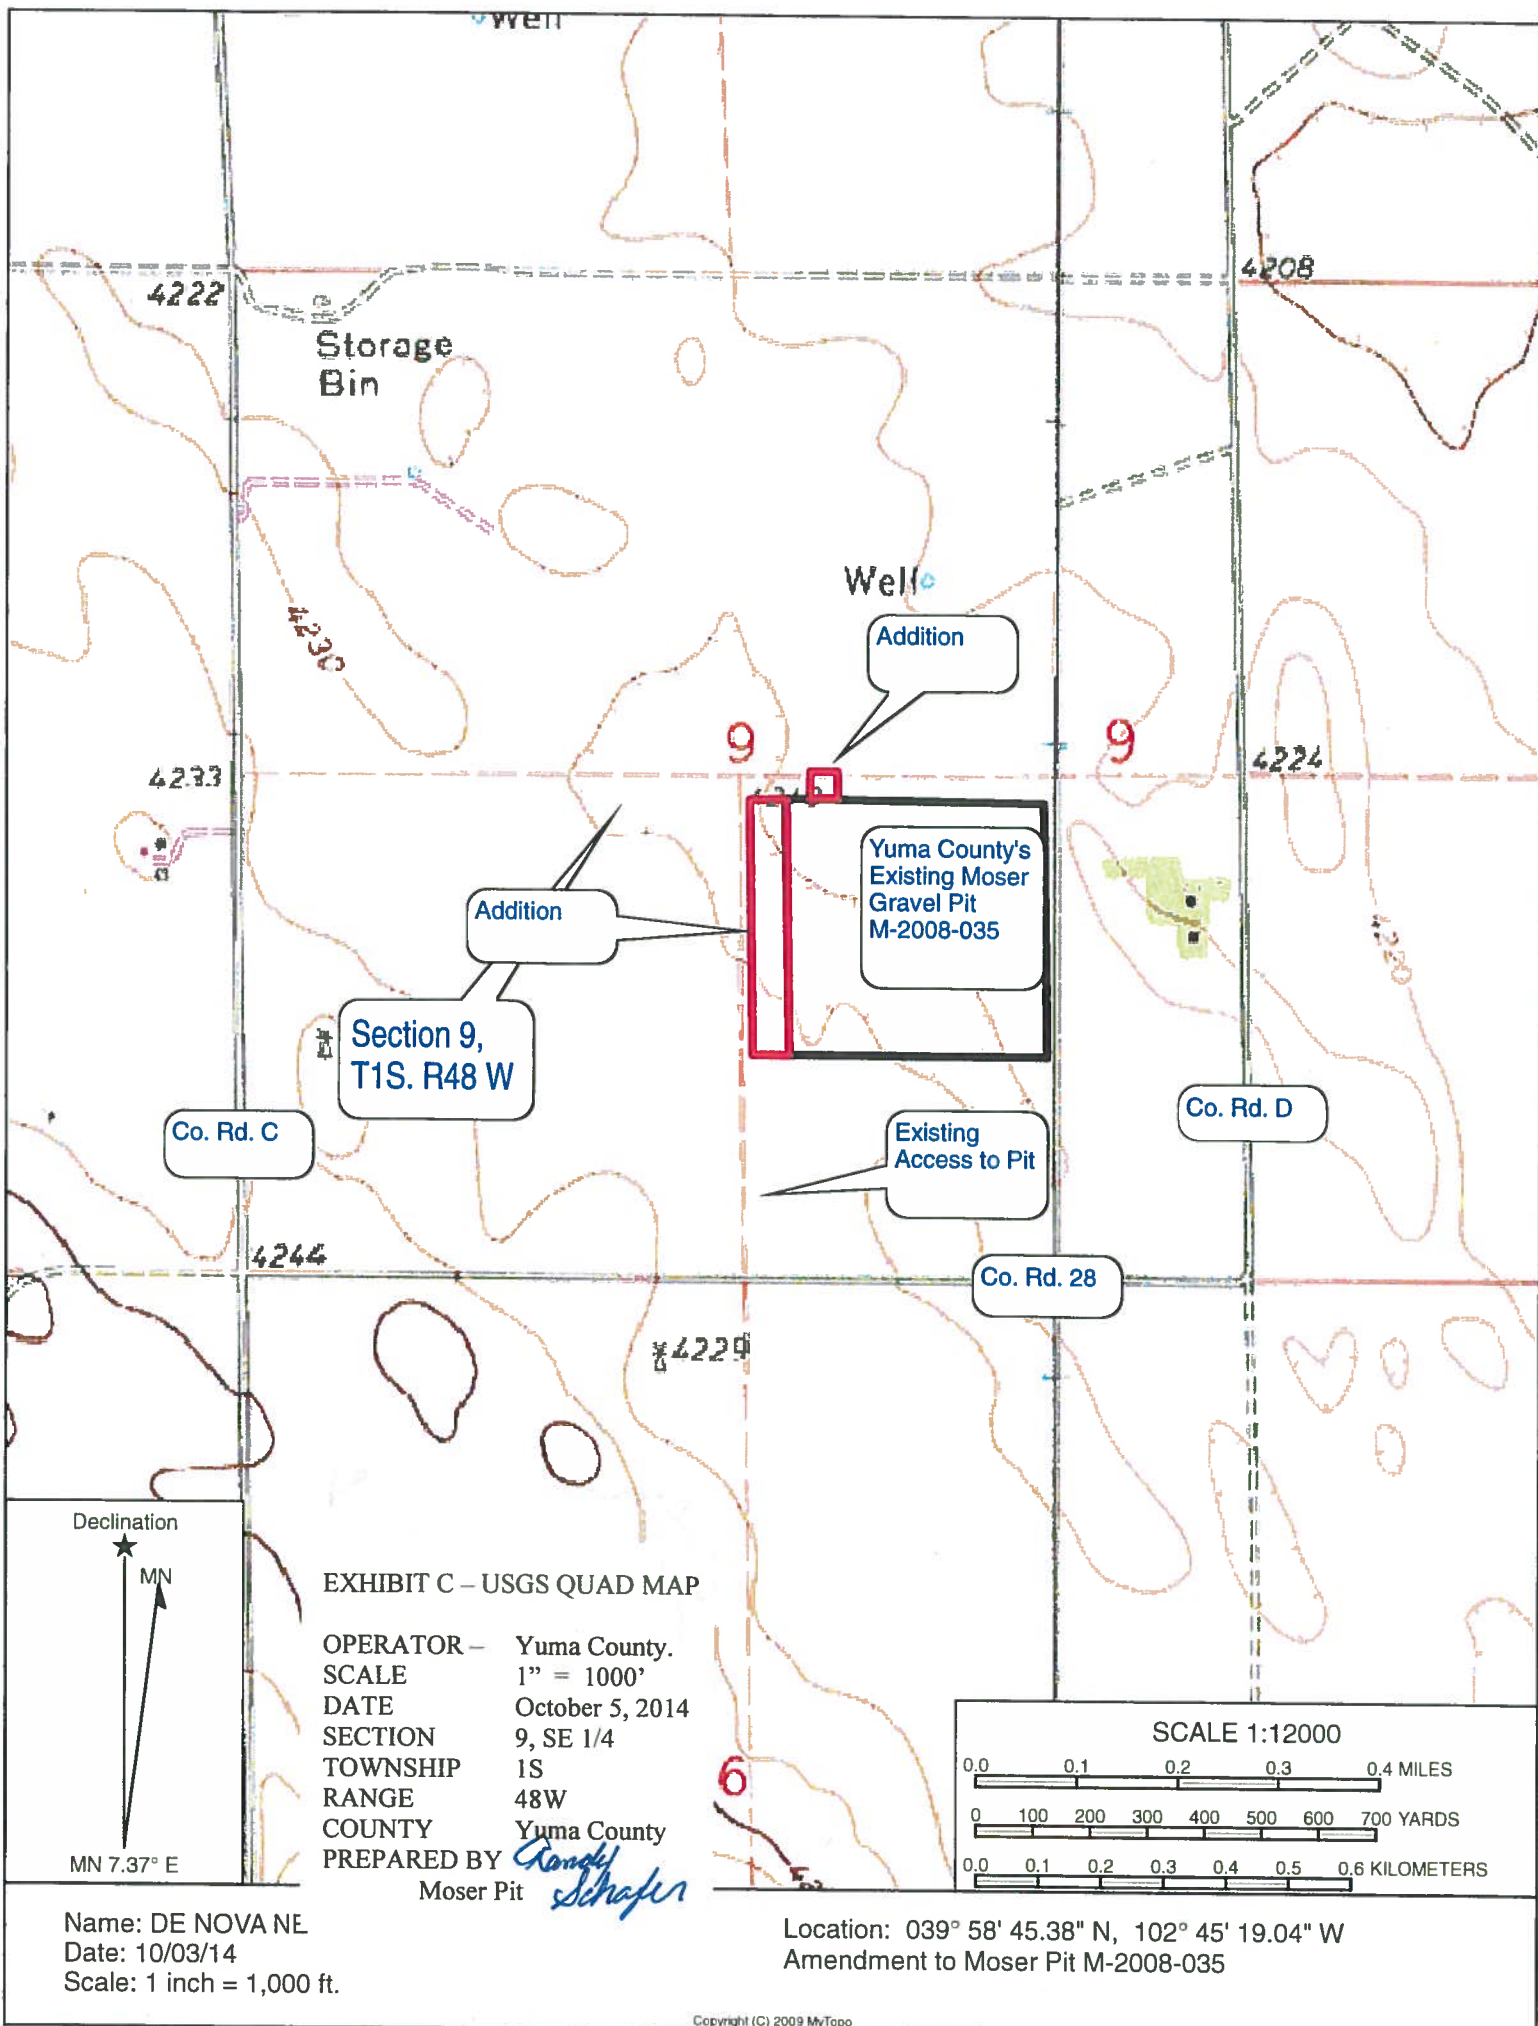 Well
4222
4208
Storage
Bin
4230
Well
Addition
9
9
4233
4224
Yuma County's
Existing Moser
Gravel Pit
M-2008-035
Addition
Section 9,
T1S. R48 W
Co. Rd. C
Co. Rd. D
Existing
Access to Pit
4244
Co. Rd. 28
4229
Declination
MN
MN 7.37° E
EXHIBIT C – USGS QUAD MAP
OPERATOR – Yuma County.
SCALE 1” = 1000’
DATE October 5, 2014
SECTION 9, SE 1/4
TOWNSHIP 1S
RANGE 48W
COUNTY Yuma County
PREPARED BY Randy
Moser Pit Schafer
6
SCALE 1:12000
0.0 0.1 0.2 0.3 0.4 MILES
0 100 200 300 400 500 600 700 YARDS
0.0 0.1 0.2 0.3 0.4 0.5 0.6 KILOMETERS
Name: DE NOVA NE
Date: 10/03/14
Scale: 1 inch = 1,000 ft.
Location: 039° 58' 45.38" N, 102° 45' 19.04" W
Amendment to Moser Pit M-2008-035
Copyright (C) 2009 MyTopo